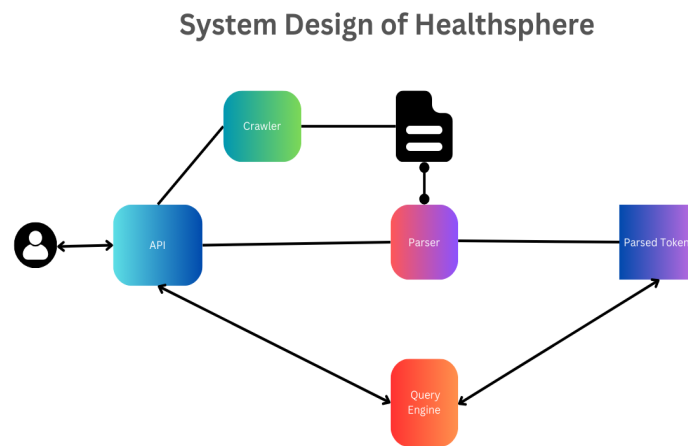 System Design of Healthsphere
Crawler
API
Parser
Parsed Token
Query
Engine